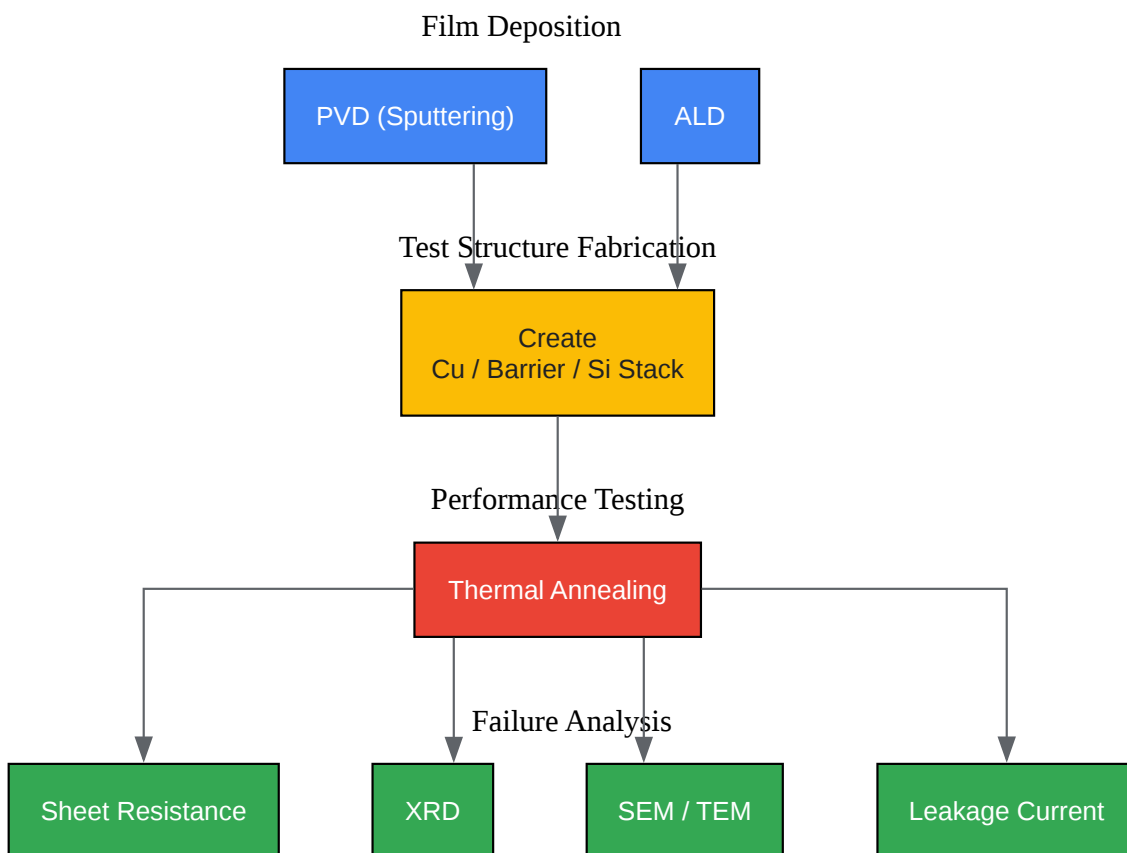 Film Deposition
PVD (Sputtering)
ALD
Test Structure Fabrication
Create
Cu / Barrier / Si Stack
Performance Testing
Thermal Annealing
Failure Analysis
Sheet Resistance
XRD
SEM / TEM
Leakage Current